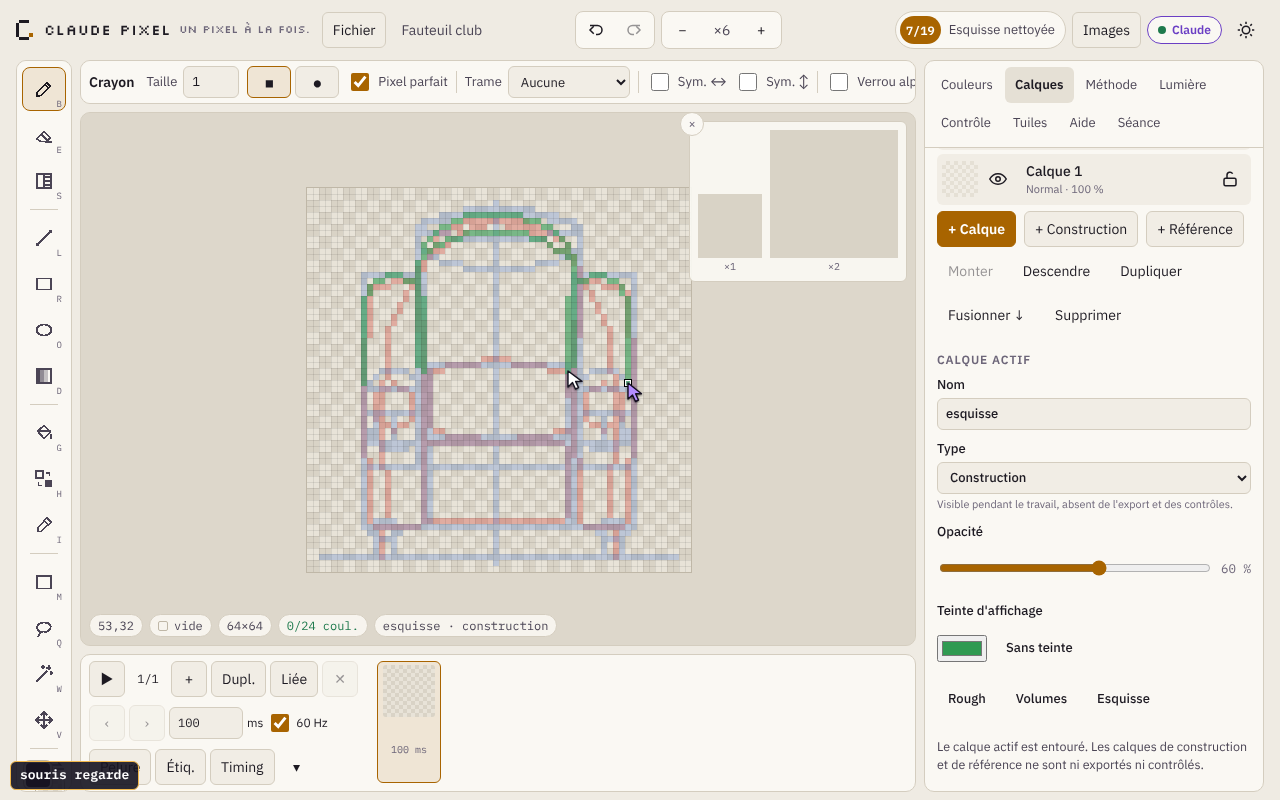 CLAUDE PIXEL UN PIXEL À LA FOIS. Fichier Fauteuil club − ×6 + 7/19 Esquisse nettoyée Images Claude
Crayon Taille 1 Pixel parfait Trame Aucune Sym. Sym. Verrou alp
B
E
S
L
R
O
D
G
H
I
M
Q
W
V
×
×1 ×2
53,32 vide 64×64 0/24 coul. esquisse · construction
1/1 + Dupl. Liée ✕
‹ › 100 ms 60 Hz
Étiq. Timing
100 ms
souris regarde
Couleurs Calques Méthode Lumière
Contrôle Tuiles Aide Séance
Calque 1
Normal · 100 %
+ Calque + Construction + Référence
Monter Descendre Dupliquer
Fusionner ↓ Supprimer
CALQUE ACTIF
Nom
esquisse
Type
Construction
Visible pendant le travail, absent de l'export et des contrôles.
Opacité
60 %
Teinte d'affichage
Sans teinte
Rough Volumes Esquisse
Le calque actif est entouré. Les calques de construction
et de référence ne sont ni exportés ni contrôlés.